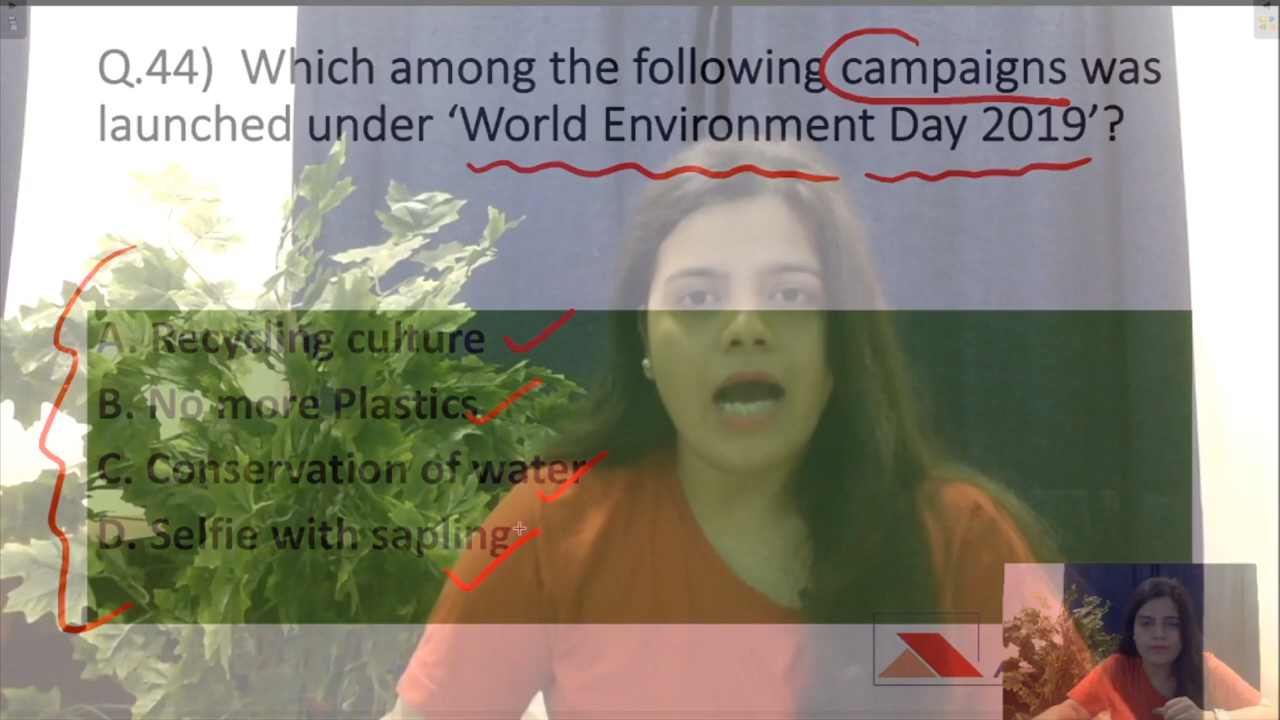 Q.44) Which among the following campaigns was
launched under ‘World Environment Day 2019’?
A. Recycling culture
B. No more Plastics
C. Conservation of water
D. Selfie with sapling